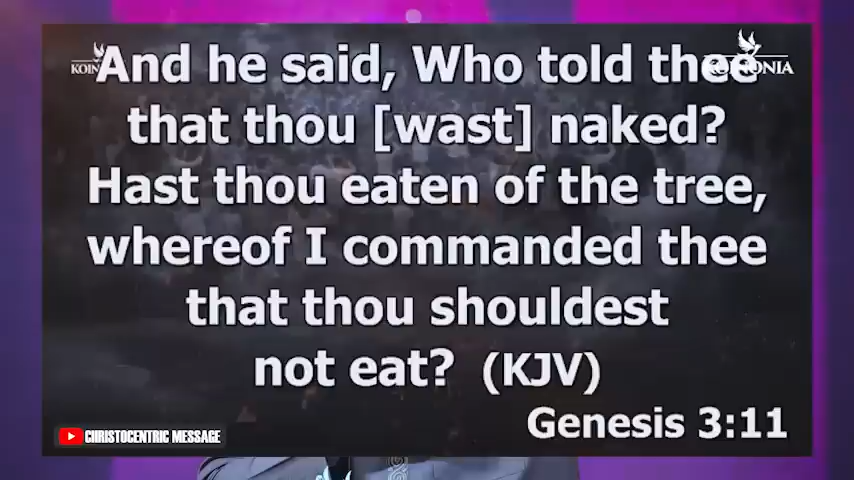 And he said, Who told thee
that thou [wast] naked?
Hast thou eaten of the tree,
whereof I commanded thee
that thou shouldest
not eat? (KJV)
Genesis 3:11
KOINONIA
CHRISTOCENTRIC MESSAGE